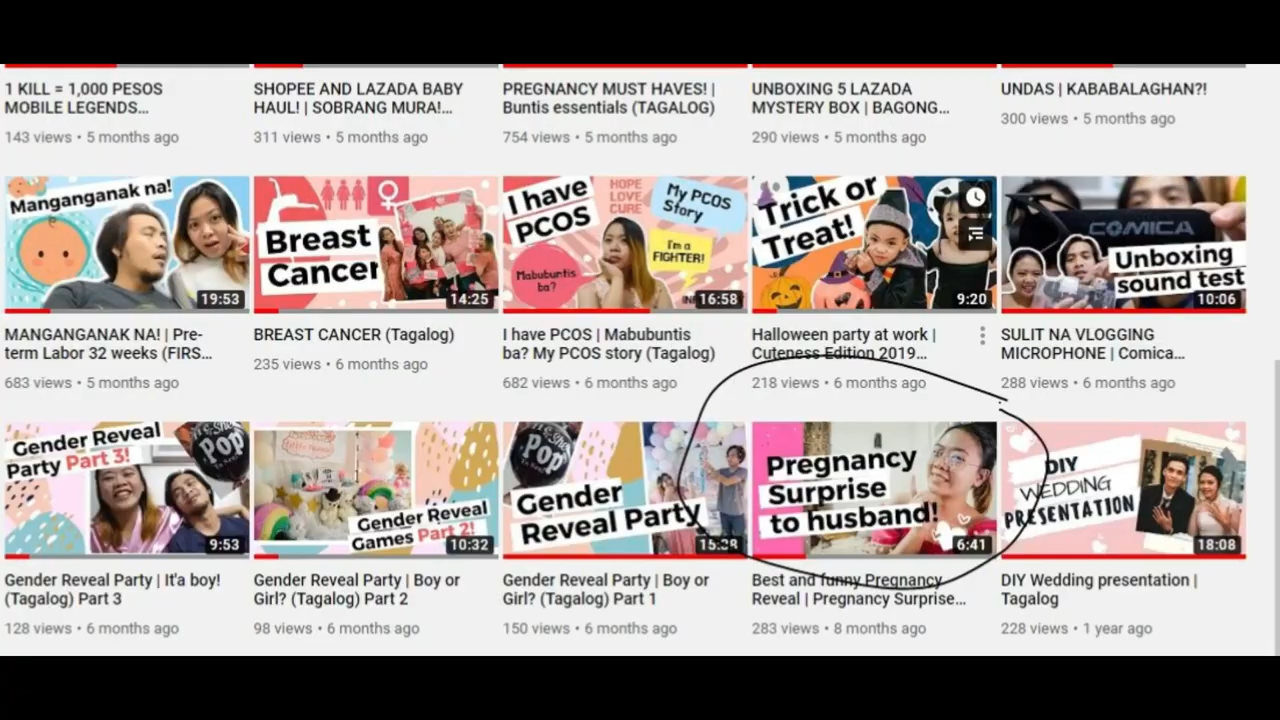 1 KILL = 1,000 PESOS
MOBILE LEGENDS...
143 views • 5 months ago
SHOPEE AND LAZADA BABY
HAUL! | SOBRANG MURA!...
311 views • 5 months ago
PREGNANCY MUST HAVES! |
Buntis essentials (TAGALOG)
754 views • 5 months ago
UNBOXING 5 LAZADA
MYSTERY BOX | BAGONG...
290 views • 5 months ago
UNDAS | KABABALAGHAN?!
300 views • 5 months ago
Manganganak na!
19:53
MANGANGANAK NA! | Pre-
term Labor 32 weeks (FIRS...
683 views • 5 months ago
Breast
Cancer
14:25
BREAST CANCER (Tagalog)
235 views • 6 months ago
I have
PCOS
HOPE
LOVE
CURE
My PCOS
Story
I'm a
FIGHTER!
Mabubuntis
ba?
16:58
I have PCOS | Mabubuntis
ba? My PCOS story (Tagalog)
682 views • 6 months ago
Trick or
Treat!
9:20
Halloween party at work |
Cuteness Edition 2019...
218 views • 6 months ago
COMICA
Unboxing
sound test
10:06
SULIT NA VLOGGING
MICROPHONE | Comica...
288 views • 6 months ago
Gender Reveal
Party Part 3!
Pop
9:53
Gender Reveal Party | It'a boy!
(Tagalog) Part 3
128 views • 6 months ago
Gender Reveal
Games Part 2!
10:32
Gender Reveal Party | Boy or
Girl? (Tagalog) Part 2
98 views • 6 months ago
Pop
Gender
Reveal Party
15:28
Gender Reveal Party | Boy or
Girl? (Tagalog) Part 1
150 views • 6 months ago
Pregnancy
Surprise
to husband!
6:41
Best and funny Pregnancy
Reveal | Pregnancy Surprise...
283 views • 8 months ago
DIY
WEDDING
PRESENTATION
18:08
DIY Wedding presentation |
Tagalog
228 views • 1 year ago